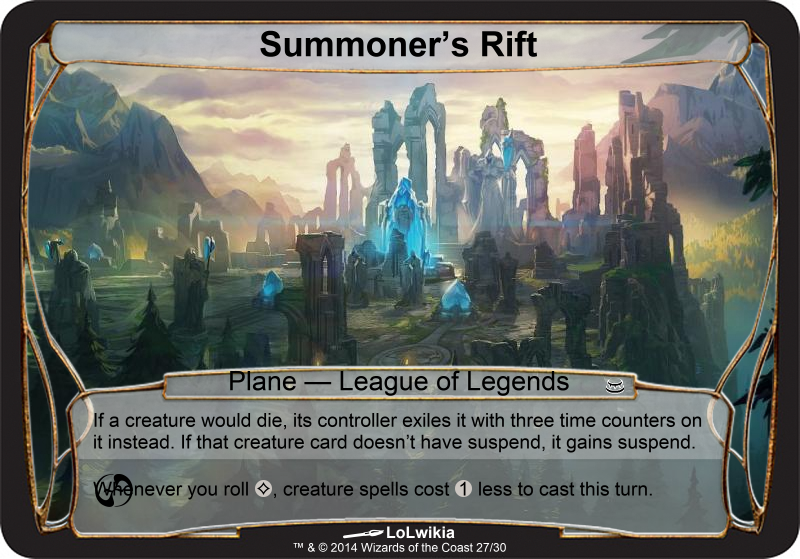 Summoner’s Rift
Plane — League of Legends
If a creature would die, its controller exiles it with three time counters on
it instead. If that creature card doesn’t have suspend, it gains suspend.
Whenever you roll , creature spells cost 1 less to cast this turn.
LoLwikia
™ & © 2014 Wizards of the Coast 27/30